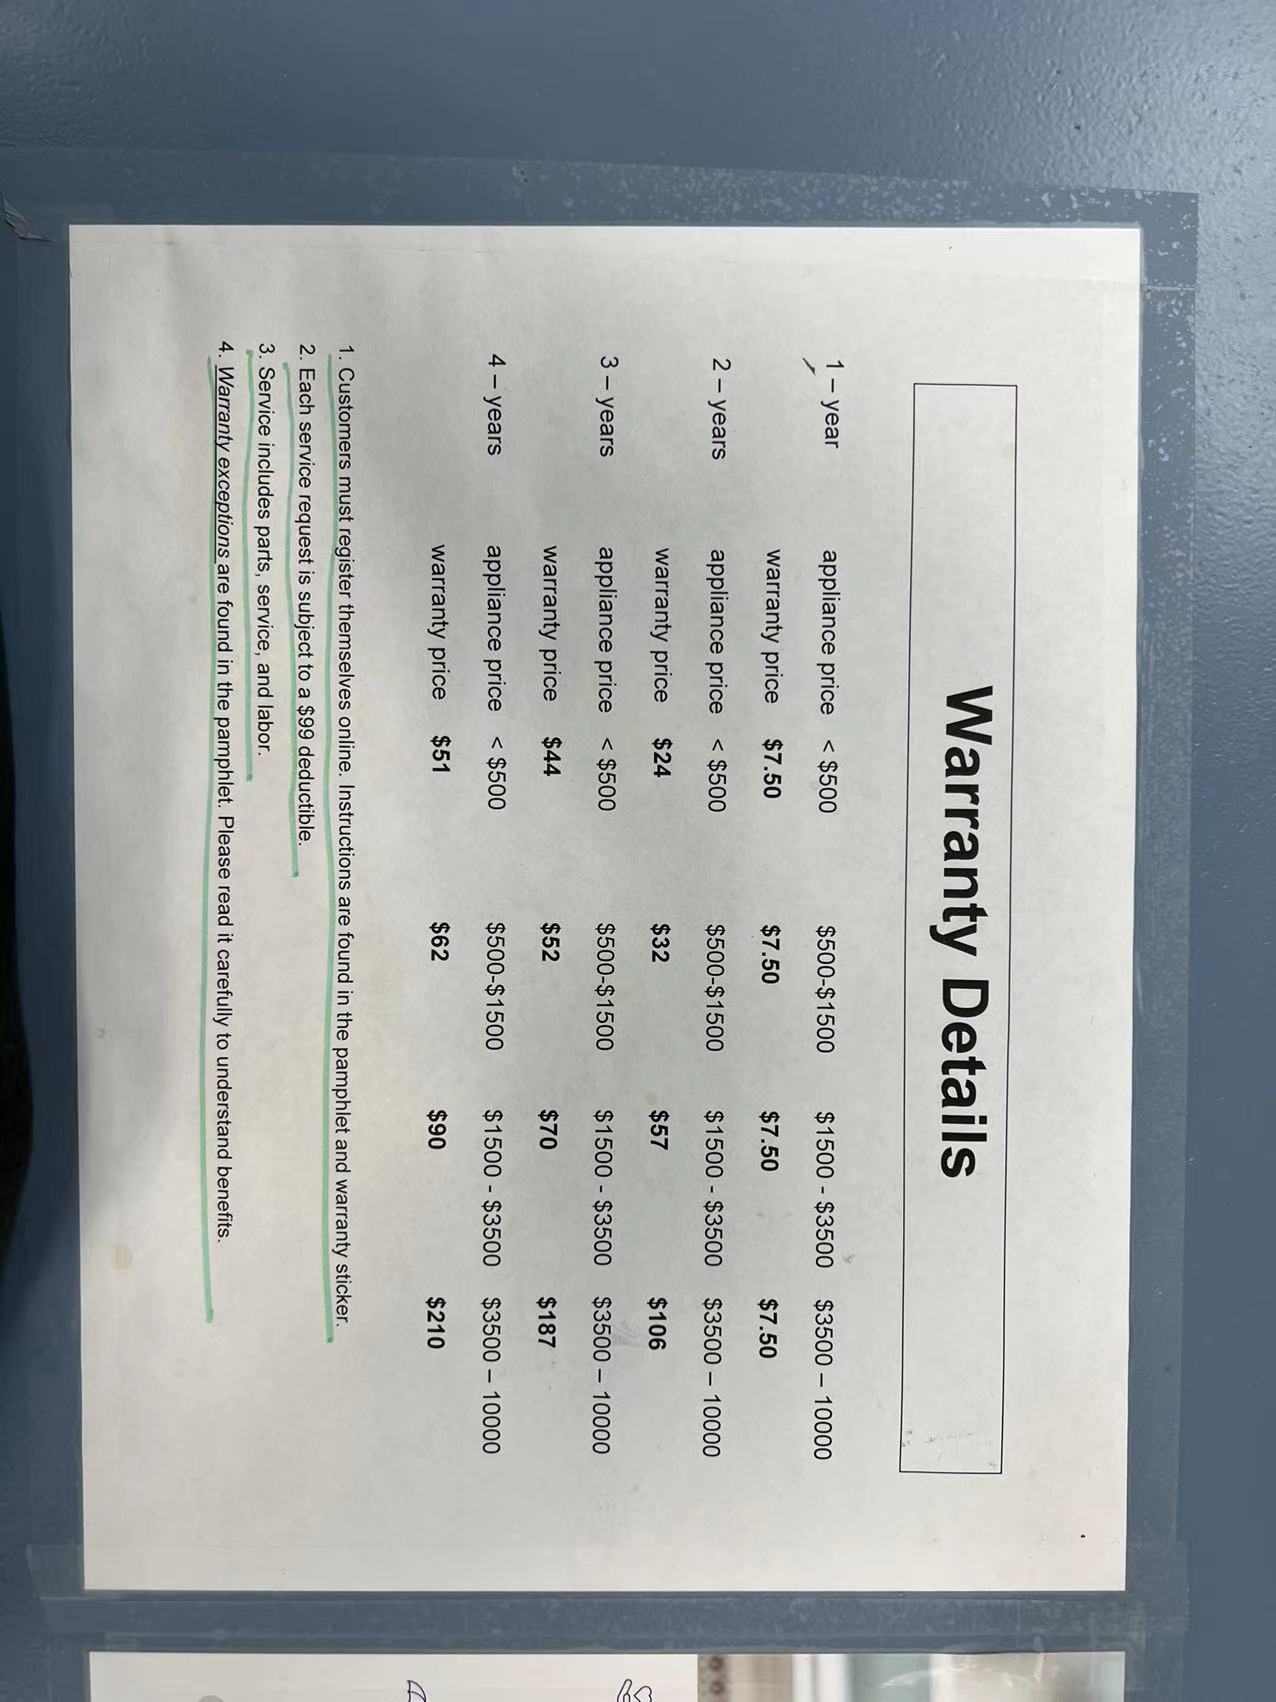 Warranty Details
1 – year appliance price < $500 $500-$1500 $1500 - $3500 $3500 – 10000
warranty price $7.50 $7.50 $7.50 $7.50
2 – years appliance price < $500 $500-$1500 $1500 - $3500 $3500 – 10000
warranty price $24 $32 $57 $106
3 – years appliance price < $500 $500-$1500 $1500 - $3500 $3500 – 10000
warranty price $44 $52 $70 $187
4 – years appliance price < $500 $500-$1500 $1500 - $3500 $3500 – 10000
warranty price $51 $62 $90 $210
1. Customers must register themselves online. Instructions are found in the pamphlet and warranty sticker.
2. Each service request is subject to a $99 deductible.
3. Service includes parts, service, and labor.
4. Warranty exceptions are found in the pamphlet. Please read it carefully to understand benefits.